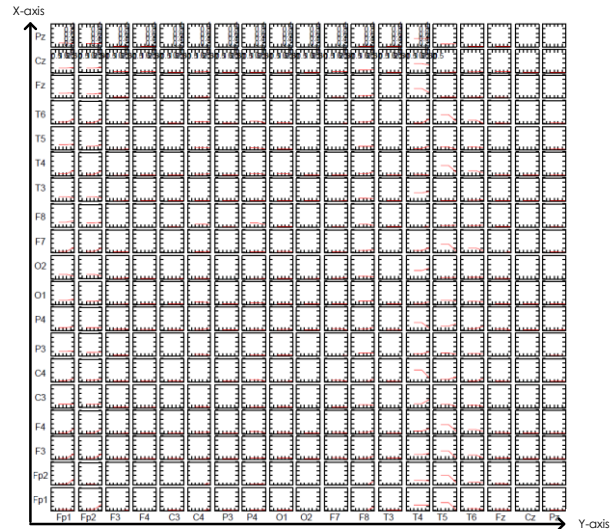 X-axis
Pz
Cz
Fz
T6
T5
T4
T3
F8
F7
O2
O1
P4
P3
C4
C3
F4
F3
Fp2
Fp1
Fp1 Fp2 F3 F4 C3 C4 P3 P4 O1 O2 F7 F8 T3 T4 T5 T6 Fz Cz Pz
Y-axis